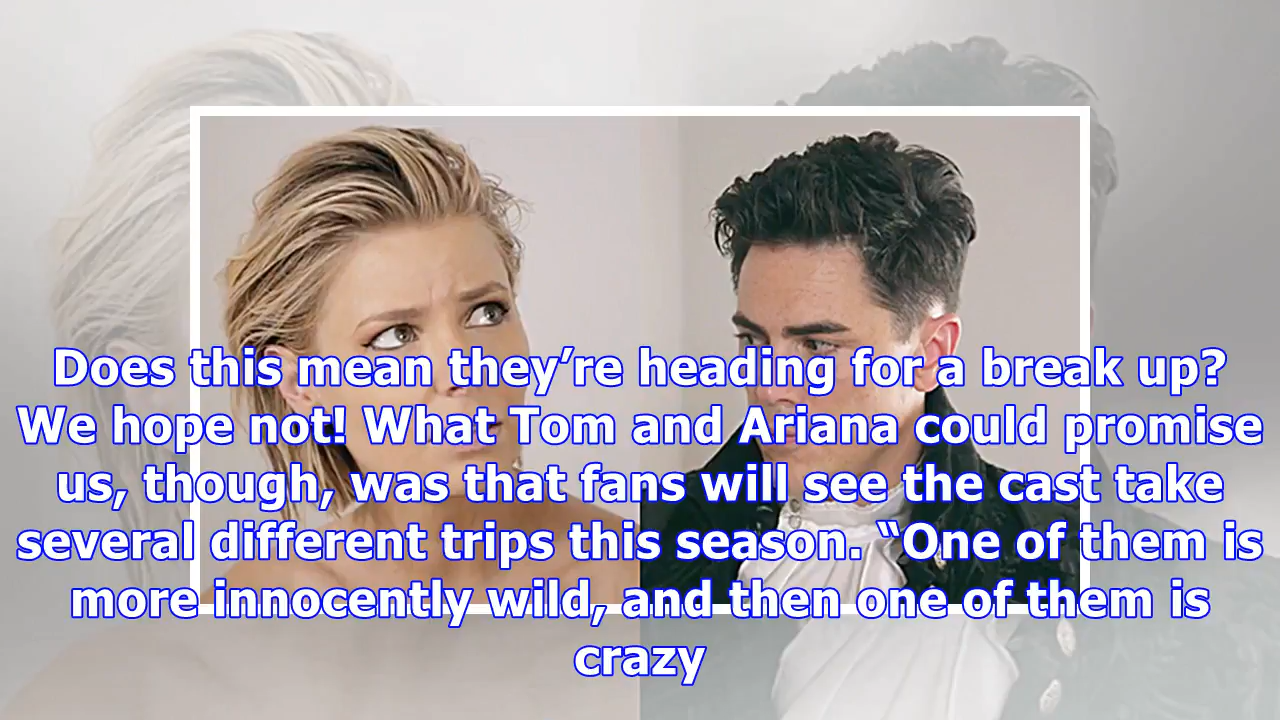 Does this mean they’re heading for a break up?
We hope not! What Tom and Ariana could promise
us, though, was that fans will see the cast take
several different trips this season. “One of them is
more innocently wild, and then one of them is
crazy